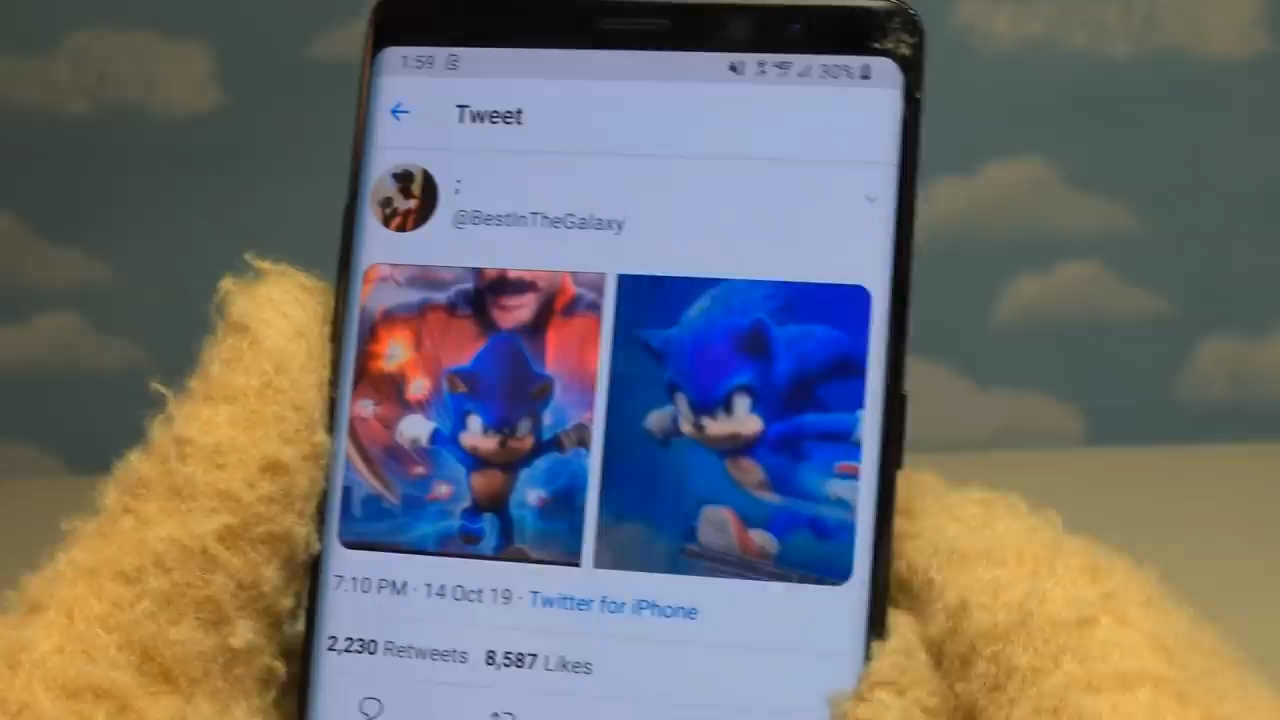 1:59
30%
Tweet
:
@BestInTheGalaxy
7:10 PM · 14 Oct 19 · Twitter for iPhone
2,230 Retweets 8,587 Likes